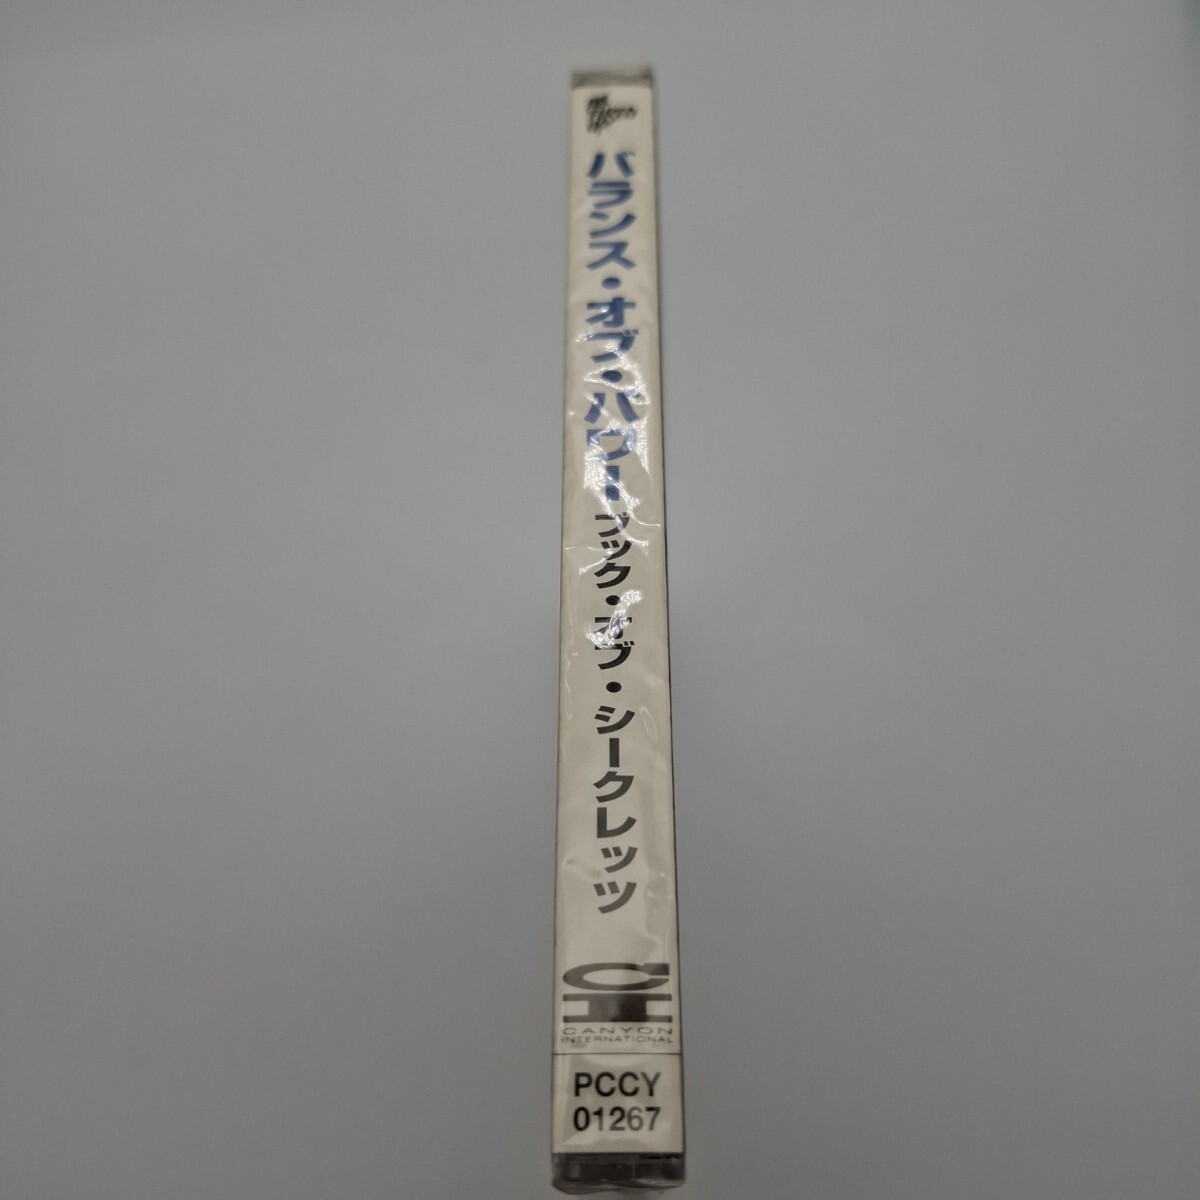 バランス・オブ・パワー
ブック・オブ・シークレッツ
CI
CANYON
INTERNATIONAL
PCCY
01267